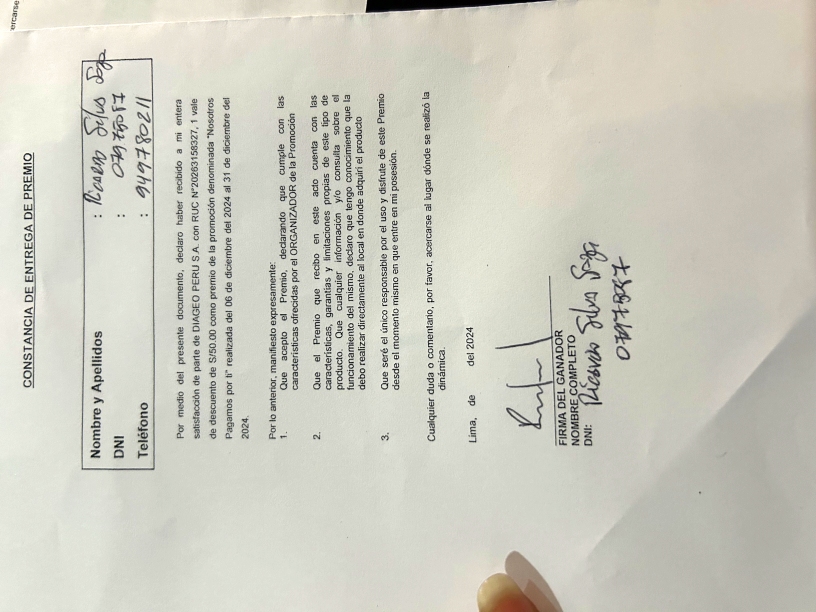 ercarse
CONSTANCIA DE ENTREGA DE PREMIO
Nombre y Apellidos : Ricardo Silva
DNI : 07975057
Teléfono : 949780211
Por medio del presente documento, declaro haber recibido a mi entera
satisfacción de parte de DIAGEO PERU S.A. con RUC N°20263158327, 1 vale
de descuento de S/50.00 como premio de la promoción denominada "Nosotros
Pagamos por ti" realizada del 06 de diciembre del 2024 al 31 de diciembre del
2024.
Por lo anterior, manifiesto expresamente:
1. Que acepto el Premio, declarando que cumple con las
características ofrecidas por el ORGANIZADOR de la Promoción
2. Que el Premio que recibo en este acto cuenta con las
características, garantías y limitaciones propias de este tipo de
producto. Que cualquier información y/o consulta sobre el
funcionamiento del mismo, declaro que tengo conocimiento que la
debo realizar directamente al local en donde adquirí el producto
3. Que seré el único responsable por el uso y disfrute de este Premio
desde el momento mismo en que entre en mi posesión.
Cualquier duda o comentario, por favor, acercarse al lugar dónde se realizó la
dinámica.
Lima, de del 2024
FIRMA DEL GANADOR
NOMBRE COMPLETO Ricardo Silva
DNI: